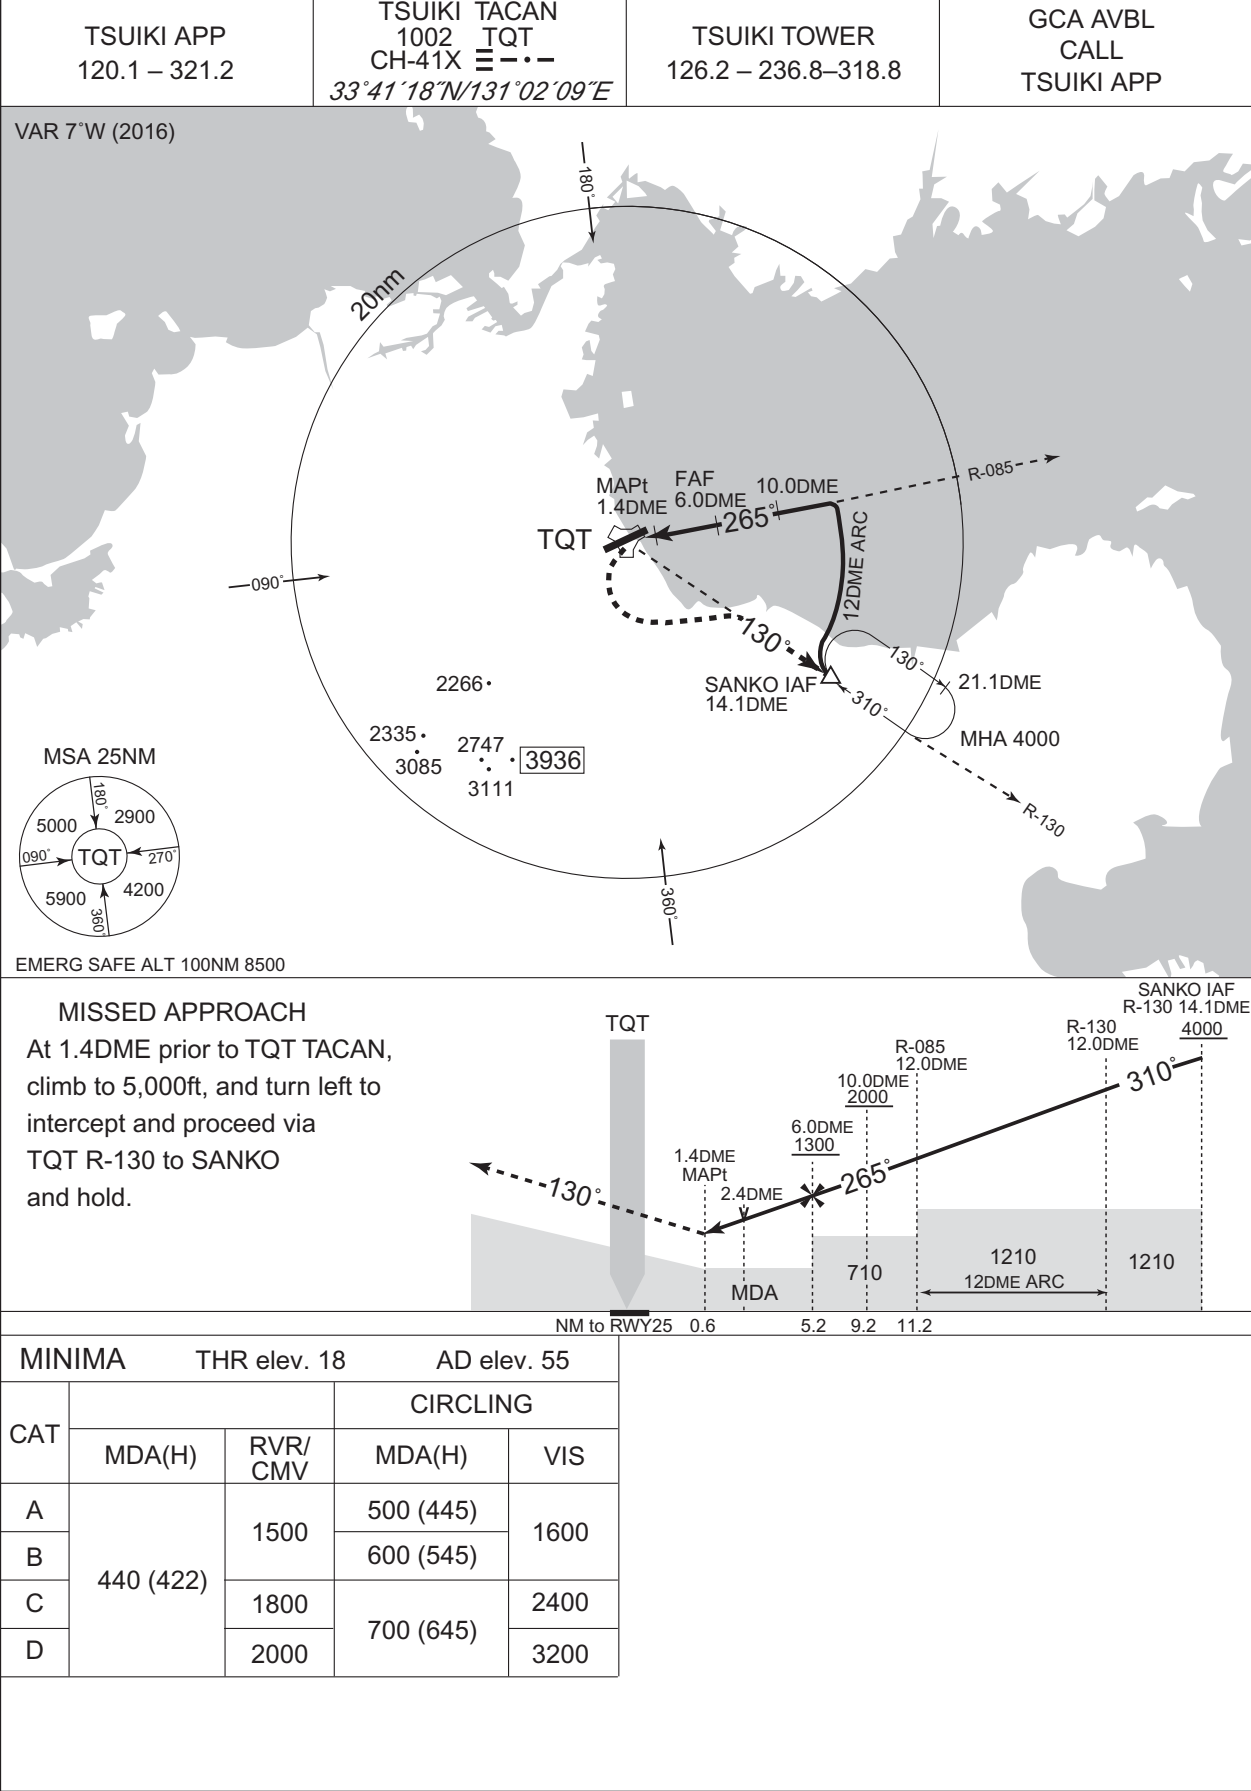 TSUIKI APP
120.1 – 321.2
TSUIKI TACAN
1002 TQT
CH-41X
33˚41´18˝N/131˚02´09˝E
TSUIKI TOWER
126.2 – 236.8–318.8
GCA AVBL
CALL
TSUIKI APP
VAR 7˚W (2016)
180˚
20nm
R-085
MAPt
1.4DME
FAF
6.0DME
10.0DME
265˚
TQT
12DME ARC
090˚
130˚
130˚
SANKO IAF
14.1DME
310˚
21.1DME
MHA 4000
R-130
2266
2335
3085
2747
3936
3111
360˚
MSA 25NM
180˚
5000
2900
090˚
TQT
270˚
5900
4200
360˚
EMERG SAFE ALT 100NM 8500
MISSED APPROACH
At 1.4DME prior to TQT TACAN,
climb to 5,000ft, and turn left to
intercept and proceed via
TQT R-130 to SANKO
and hold.
TQT
SANKO IAF
R-130 14.1DME
4000
R-130
12.0DME
310˚
R-085
12.0DME
10.0DME
2000
6.0DME
1300
265˚
1.4DME
MAPt
2.4DME
130˚
MDA
710
1210
12DME ARC
1210
NM to RWY25 0.6 5.2 9.2 11.2
MINIMA THR elev. 18 AD elev. 55
CAT
CIRCLING
MDA(H)
RVR/
CMV
MDA(H)
VIS
A
B
C
D
440 (422)
1500
1800
2000
500 (445)
600 (545)
700 (645)
1600
2400
3200